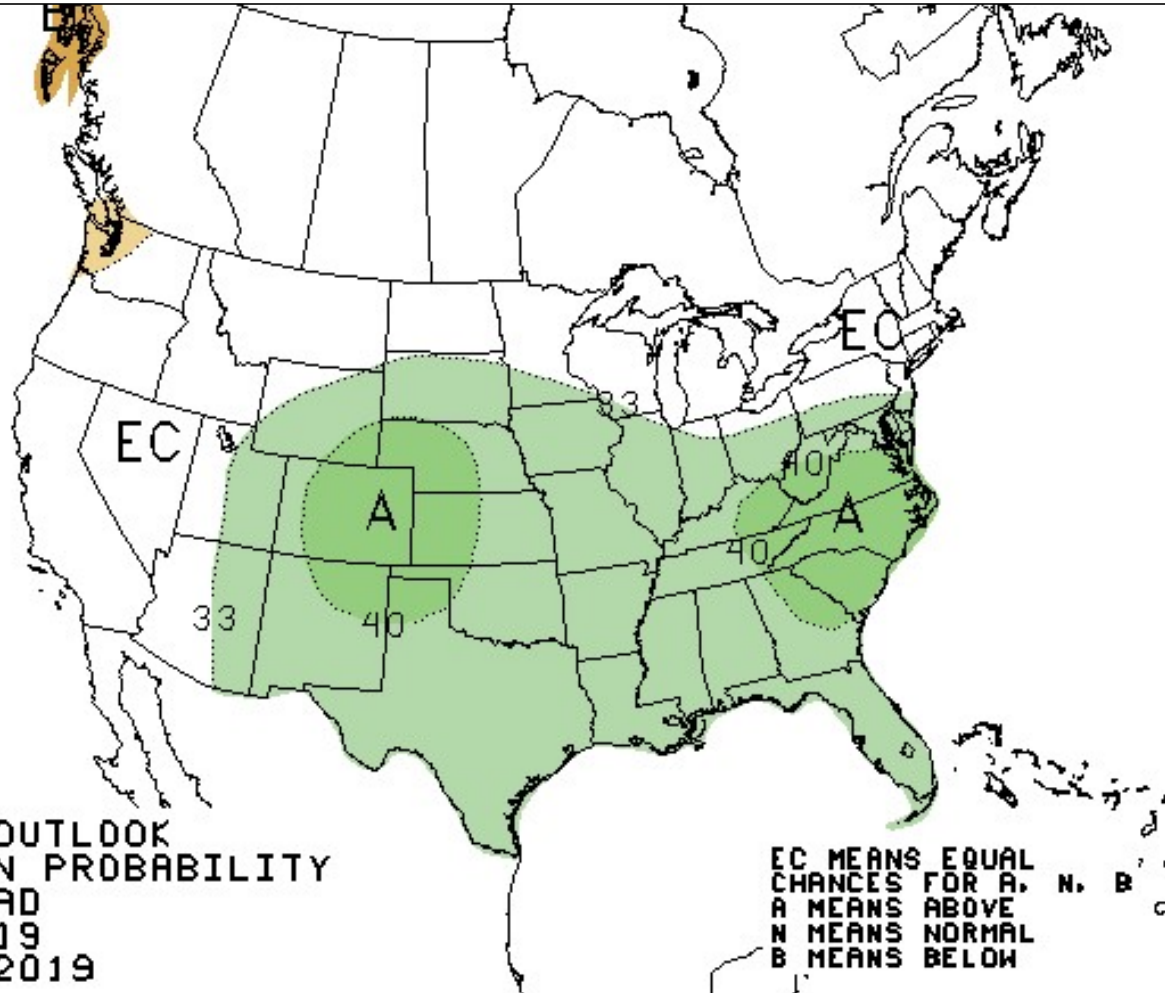 B
EC
33
40
EC
A
A
40
33
40
OUTLOOK
N PROBABILITY
AD
19
2019
EC MEANS EQUAL
CHANCES FOR A, N, B
A MEANS ABOVE
N MEANS NORMAL
B MEANS BELOW